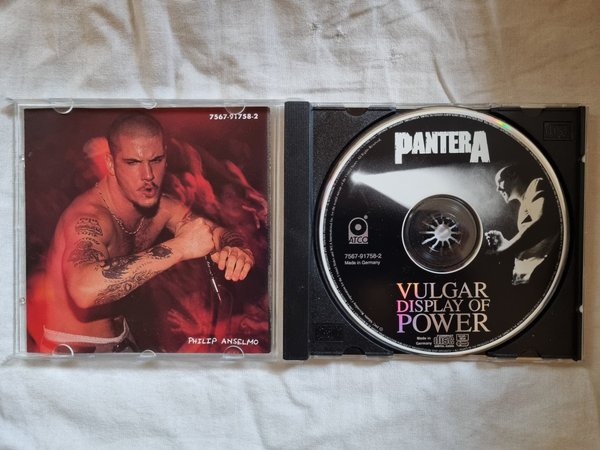 7567-91758-2
PHILIP ANSELMO
PANTERA
ATCO
7567-91758-2
Made in Germany
VULGAR
DISPLAY OF
POWER
Made in
Germany